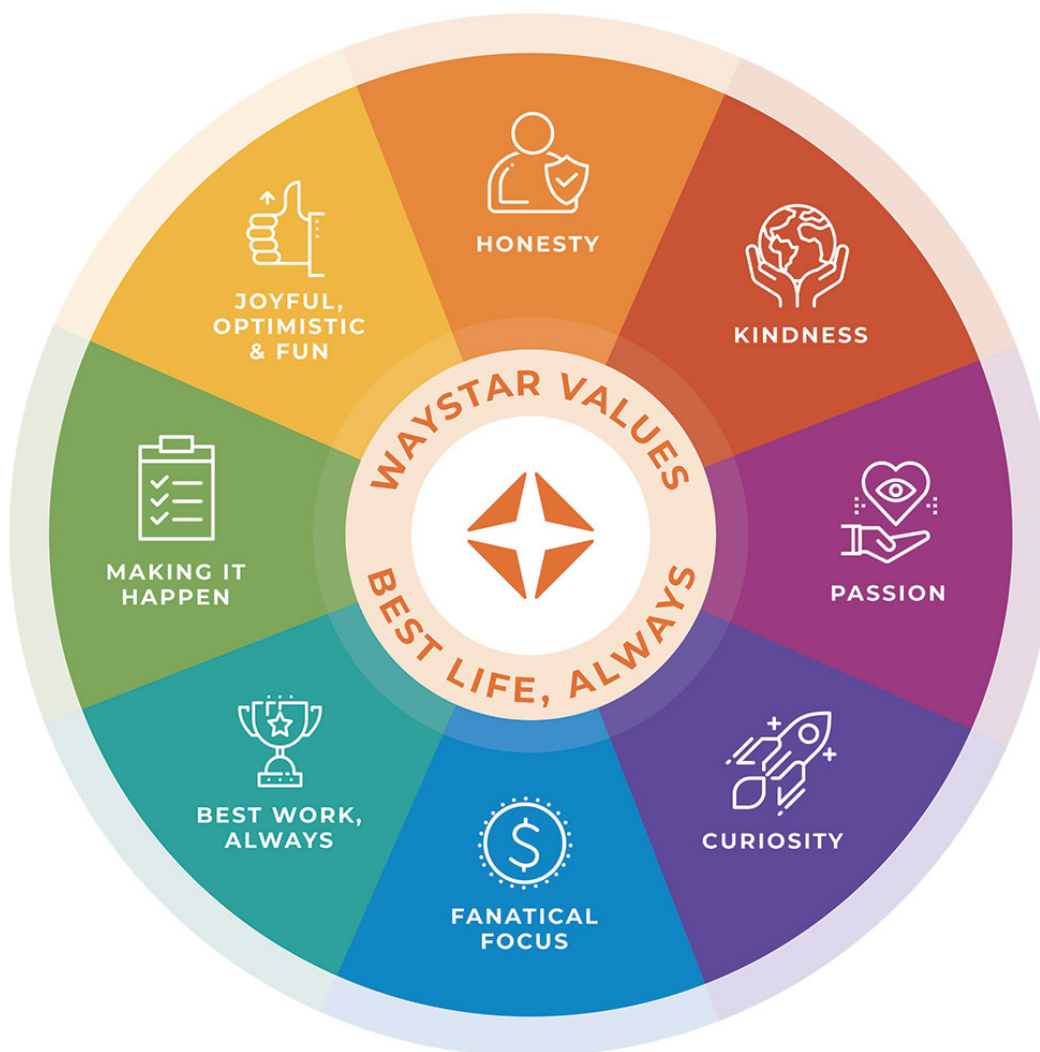 HONESTY
KINDNESS
PASSION
CURIOSITY
FANATICAL
FOCUS
BEST WORK,
ALWAYS
MAKING IT
HAPPEN
JOYFUL,
OPTIMISTIC
& FUN
WAYSTAR VALUES
BEST LIFE, ALWAYS
$